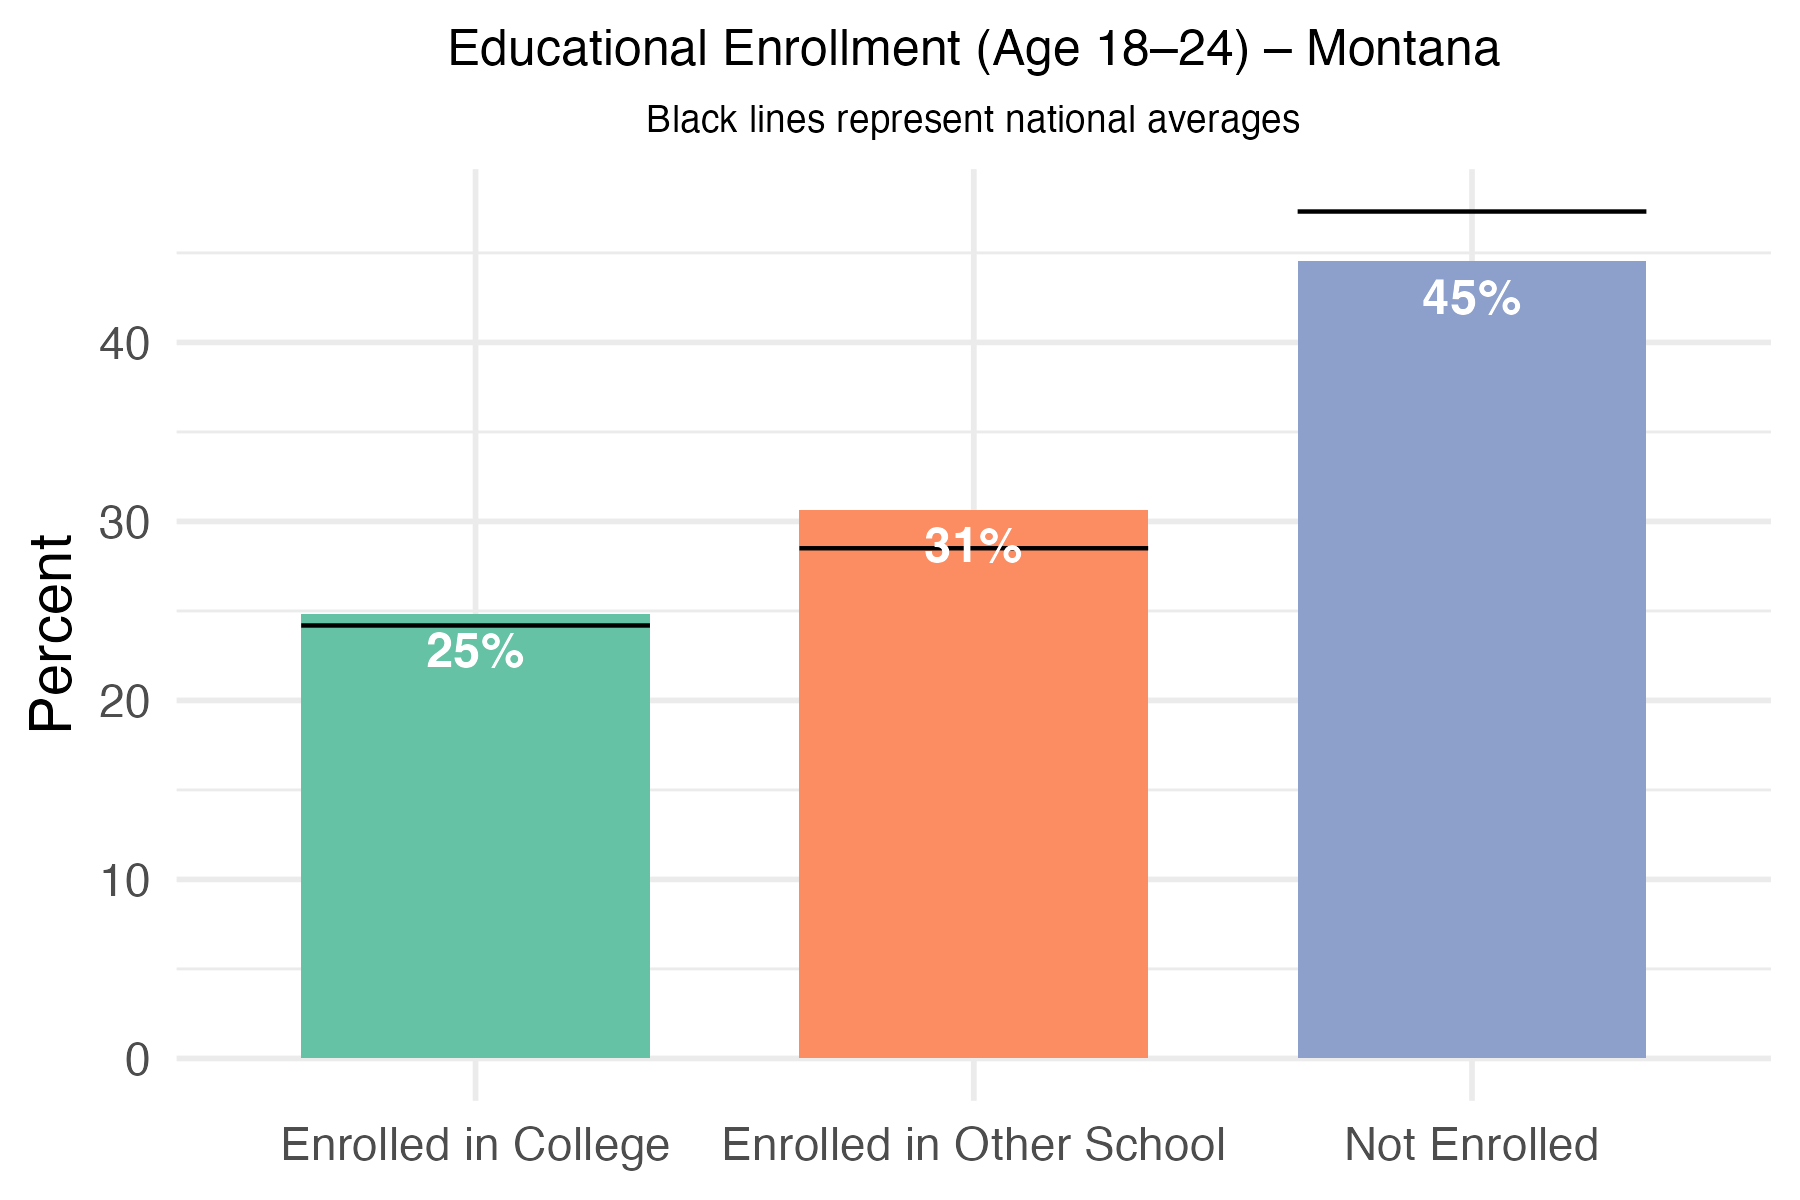 Educational Enrollment (Age 18–24) – Montana
Black lines represent national averages
Percent
40
30
20
10
0
25%
31%
45%
Enrolled in College
Enrolled in Other School
Not Enrolled